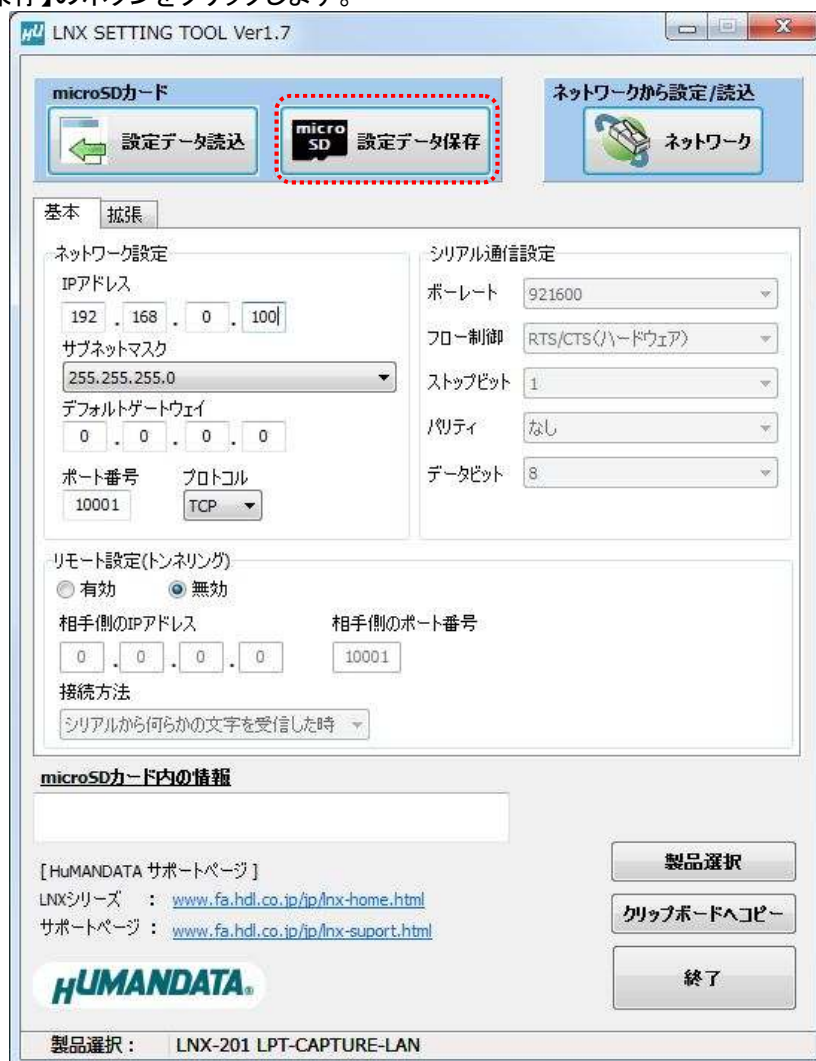 保存】のボタンをクリックします。
LNX SETTING TOOL Ver1.7
microSDカード
ネットワークから設定/読込
設定データ読込
micro SD
設定データ保存
ネットワーク
基本
拡張
ネットワーク設定
シリアル通信設定
IPアドレス
192 . 168 . 0 . 100
ボーレート 921600
フロー制御 RTS/CTS(ハードウェア)
サブネットマスク
255.255.255.0
ストップビット 1
デフォルトゲートウェイ
0 . 0 . 0 . 0
パリティ なし
ポート番号 プロトコル
データビット 8
10001 TCP
リモート設定(トンネリング)
有効 無効
相手側のIPアドレス 相手側のポート番号
0 . 0 . 0 . 0 10001
接続方法
シリアルから何らかの文字を受信した時
microSDカード内の情報
[ HuMANDATA サポートページ ]
製品選択
LNXシリーズ : www.fa.hdl.co.jp/jp/lnx-home.html
サポートページ : www.fa.hdl.co.jp/jp/lnx-suport.html
クリップボードへコピー
HUMANDATA®
終了
製品選択: LNX-201 LPT-CAPTURE-LAN